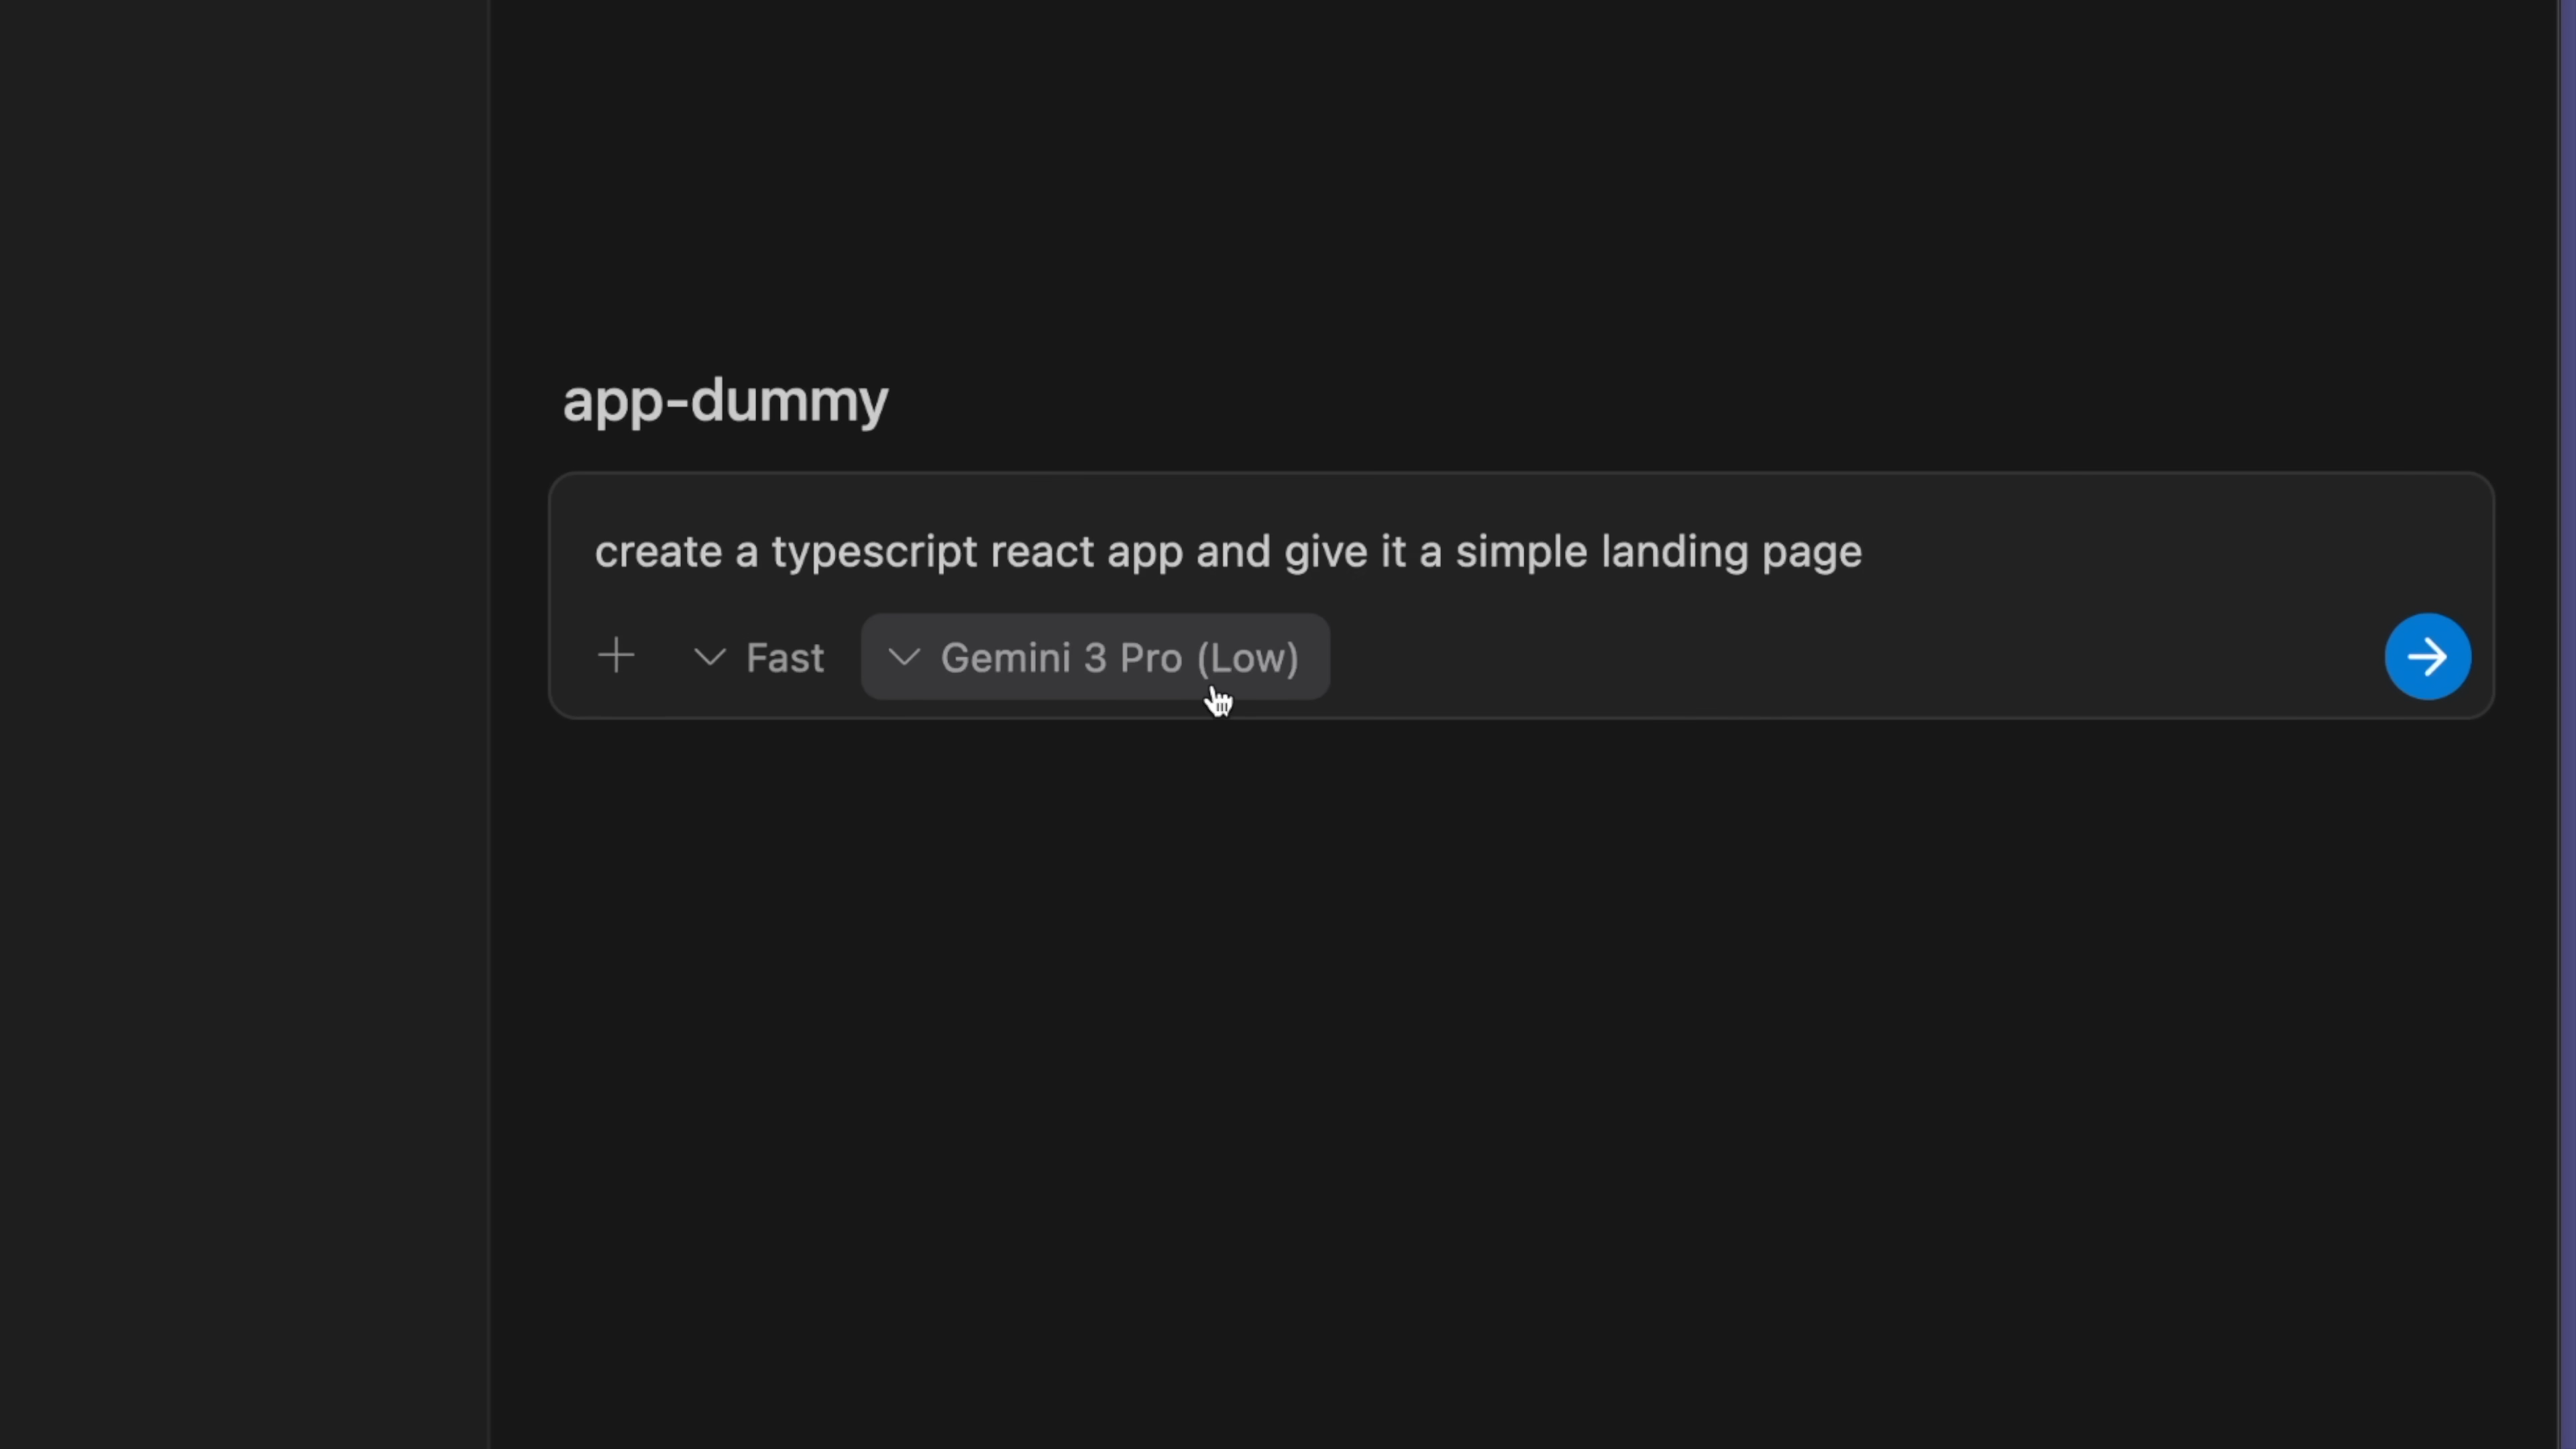 app-dummy
create a typescript react app and give it a simple landing page
Fast Gemini 3 Pro (Low)